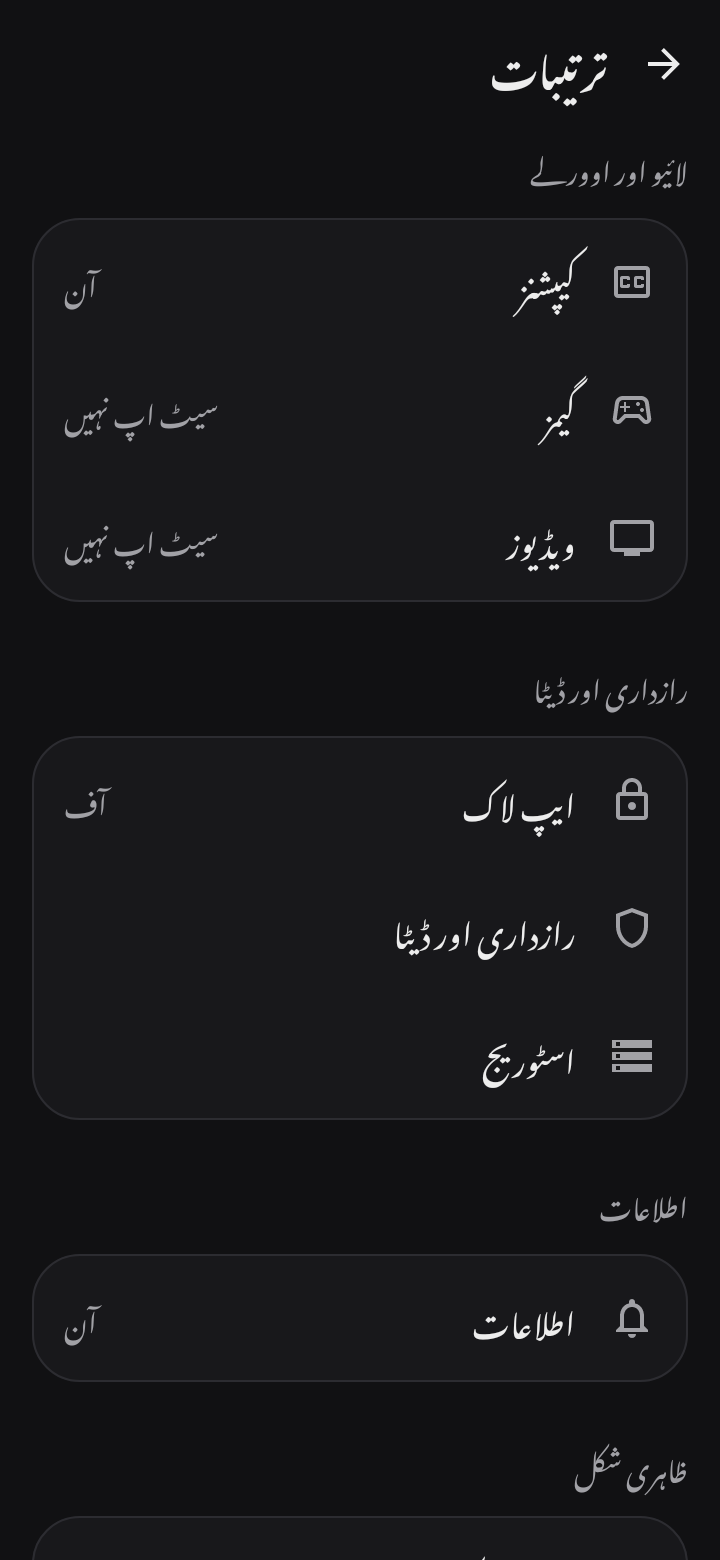 ترتیبات
لائیو اور اوورلے
کیپشنز آن
گیمز سیٹ اپ نہیں
ویڈیوز سیٹ اپ نہیں
رازداری اور ڈیٹا
ایپ لاک آف
رازداری اور ڈیٹا
اسٹوریج
اطلاعات
اطلاعات آن
ظاہری شکل